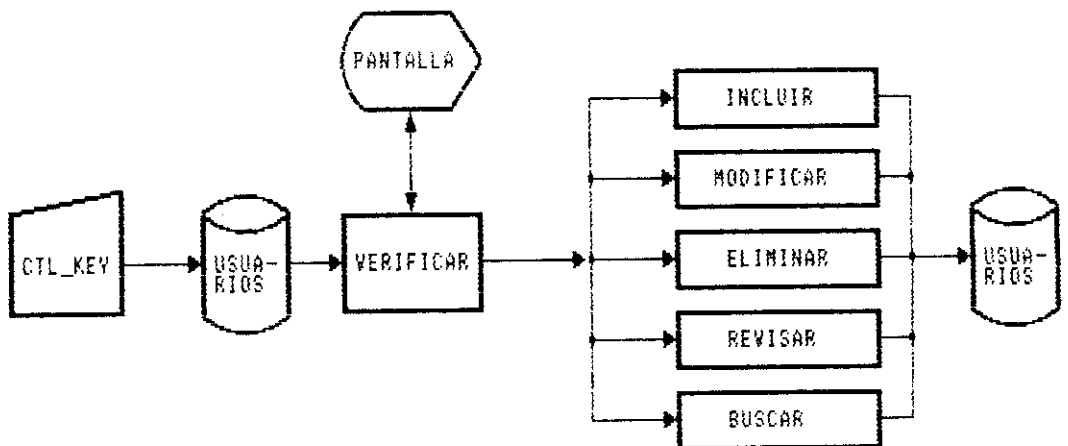 PANTALLA
INCLUIR
MODIFICAR
CTL_KEY
USUA-
RIOS
VERIFICAR
ELIMINAR
USUA-
RIOS
REVISAR
BUSCAR